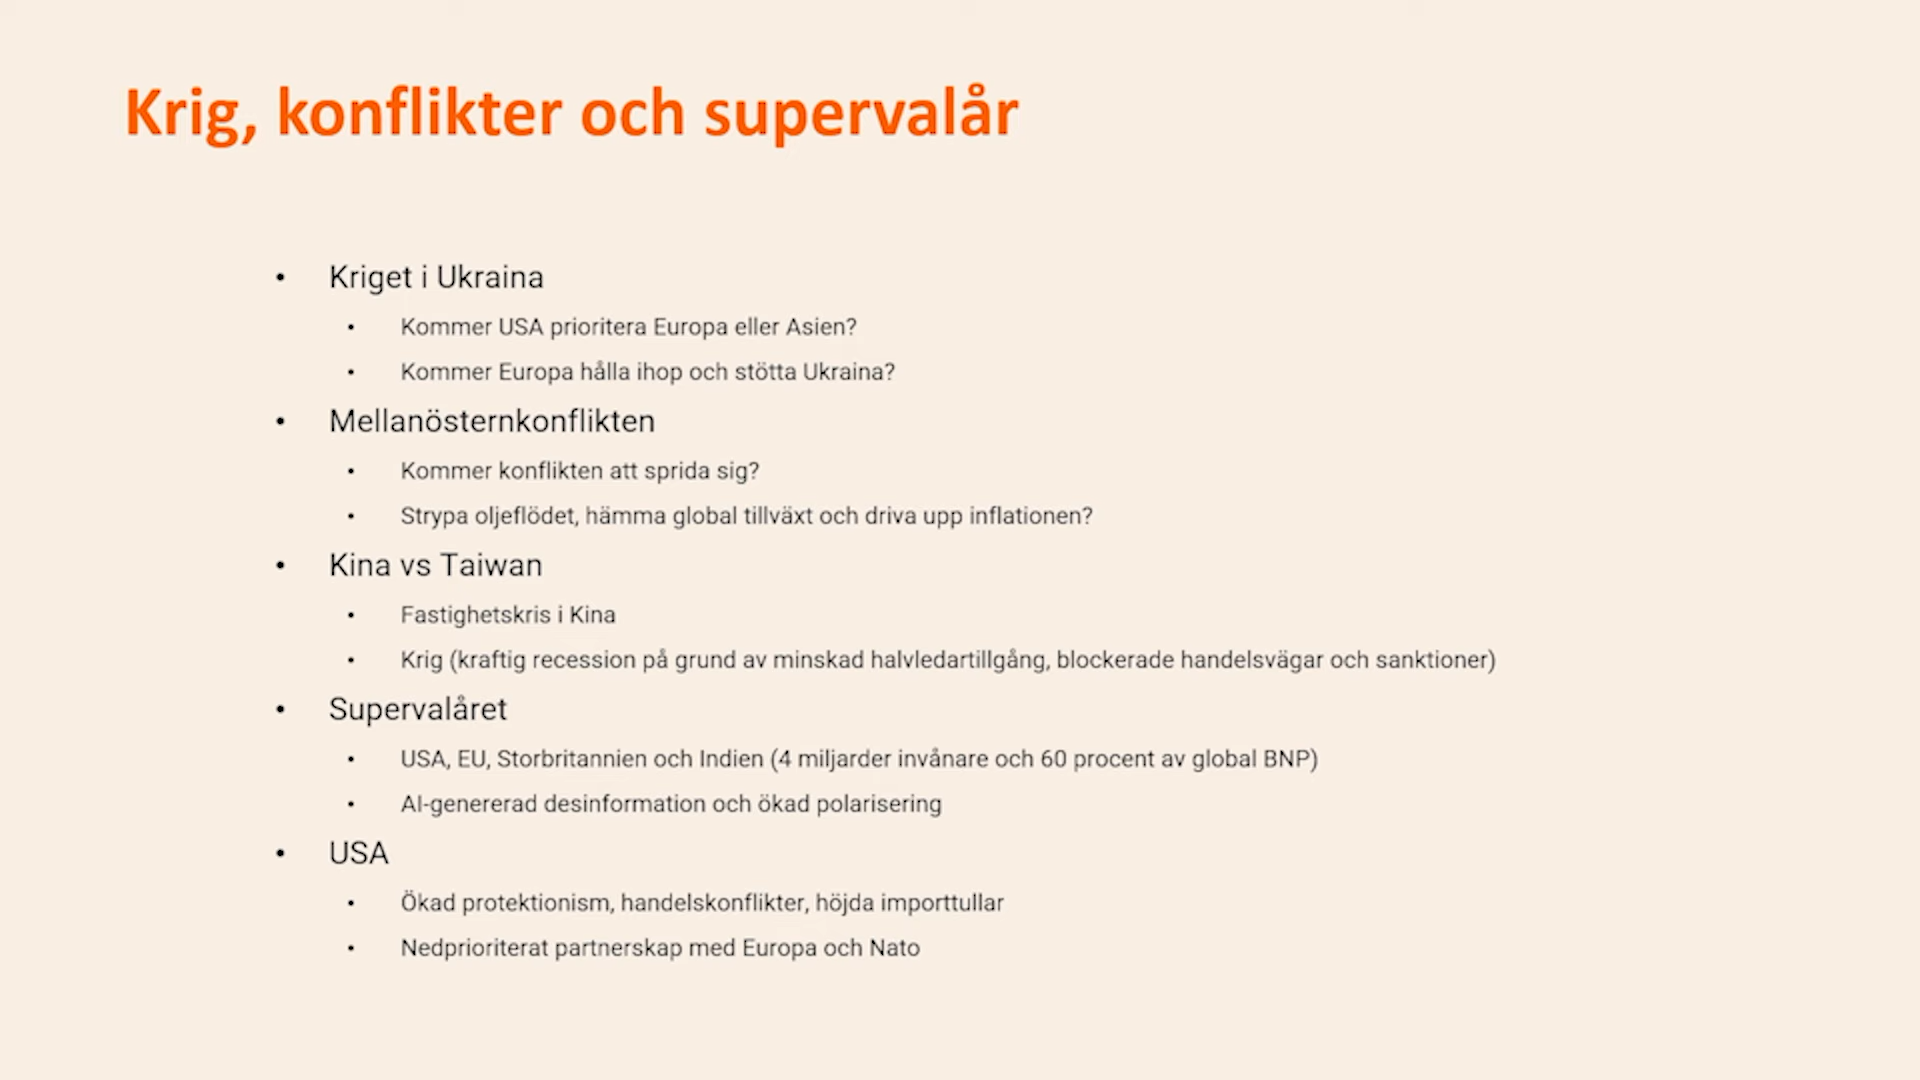 Krig, konflikter och supervalår
• Kriget i Ukraina
• Kommer USA prioritera Europa eller Asien?
• Kommer Europa hålla ihop och stötta Ukraina?
• Mellanösternkonflikten
• Kommer konflikten att sprida sig?
• Strypa oljeflödet, hämma global tillväxt och driva upp inflationen?
• Kina vs Taiwan
• Fastighetskris i Kina
• Krig (kraftig recession på grund av minskad halvledartillgång, blockerade handelsvägar och sanktioner)
• Supervalåret
• USA, EU, Storbritannien och Indien (4 miljarder invånare och 60 procent av global BNP)
• AI-genererad desinformation och ökad polarisering
• USA
• Ökad protektionism, handelskonflikter, höjda importtullar
• Nedprioriterat partnerskap med Europa och Nato